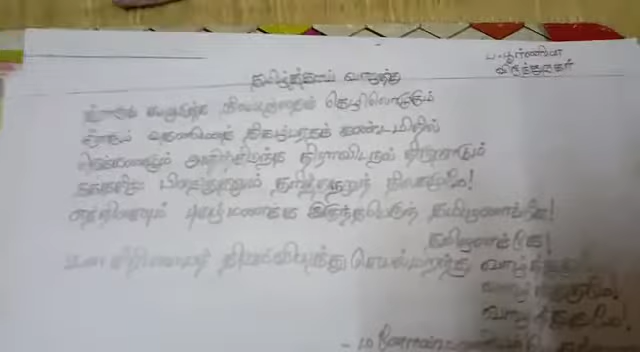 ப. பூர்ணிமா
விருத்துநகர்
தமிழ்த்தாய் வாழ்த்து
நீராருங் கடலுடுத்த நிலமடந்தைக் கெழிலொழுகும்
சீராரும் வதனமெனத் திகழ்பரதக் கண்டமிதில்
தெக்கணமும் அதிற்சிறந்த திராவிடநல் திருநாடும்
தக்கசிறு பிறைநுதலும் தரித்தநறுந் திலகமுமே!
எத்திசையும் புகழ்மணக்க இருந்தபெருந் தமிழணங்கே!
தமிழணங்கே!
உன் சீரிளமைத் திறம்வியந்து செயல்மறந்து வாழ்த்துதுமே
வாழ்த்துதுமே!
வாழ்த்துதுமே!